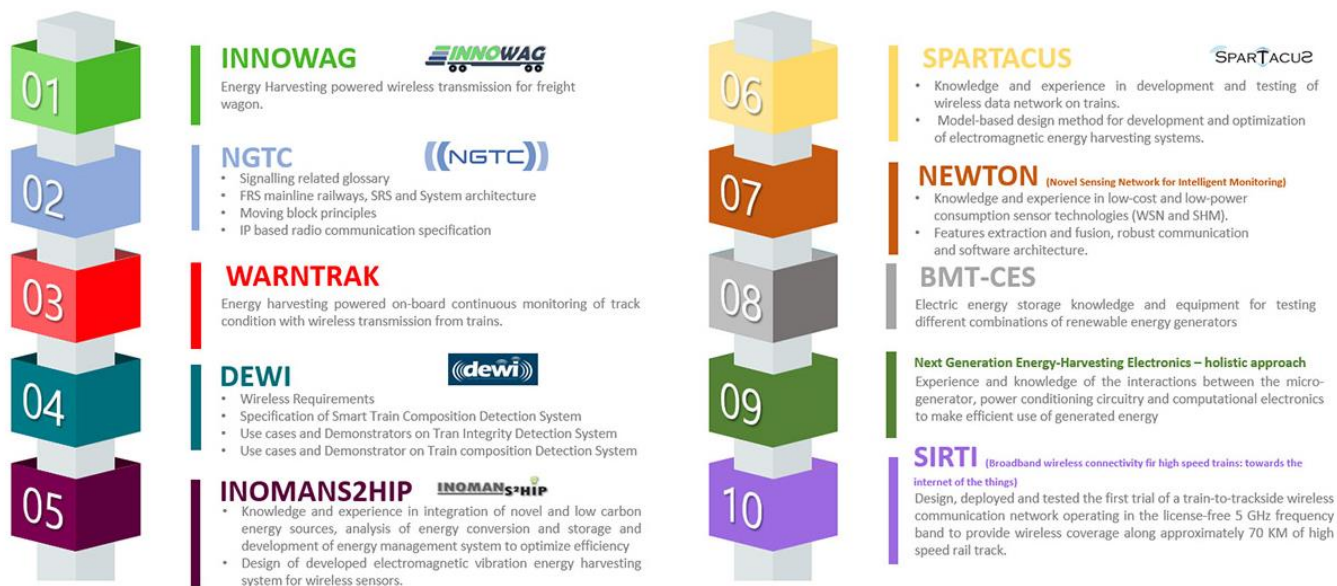 01
INNOWAG
INNOWAG
Energy Harvesting powered wireless transmission for freight
wagon.
02
NGTC
((NGTC))
• Signalling related glossary
• FRS mainline railways, SRS and System architecture
• Moving block principles
• IP based radio communication specification
03
WARNTRAK
Energy harvesting powered on-board continuous monitoring of track
condition with wireless transmission from trains.
04
DEWI
((dewi))
• Wireless Requirements
• Specification of Smart Train Composition Detection System
• Use cases and Demonstrators on Tran Integrity Detection System
• Use cases and Demonstrator on Train composition Detection System
05
INOMANS2HIP
INOMANS²HIP
• Knowledge and experience in integration of novel and low carbon
energy sources, analysis of energy conversion and storage and
development of energy management system to optimize efficiency
• Design of developed electromagnetic vibration energy harvesting
system for wireless sensors.
06
SPARTACUS
SPARTACUS
• Knowledge and experience in development and testing of
wireless data network on trains.
• Model-based design method for development and optimization
of electromagnetic energy harvesting systems.
07
NEWTON (Novel Sensing Network for Intelligent Monitoring)
• Knowledge and experience in low-cost and low-power
consumption sensor technologies (WSN and SHM).
• Features extraction and fusion, robust communication
and software architecture.
08
BMT-CES
Electric energy storage knowledge and equipment for testing
different combinations of renewable energy generators
09
Next Generation Energy-Harvesting Electronics – holistic approach
Experience and knowledge of the interactions between the micro-
generator, power conditioning circuitry and computational electronics
to make efficient use of generated energy
10
SIRTI (Broadband wireless connectivity fir high speed trains: towards the
internet of the things)
Design, deployed and tested the first trial of a train-to-trackside wireless
communication network operating in the license-free 5 GHz frequency
band to provide wireless coverage along approximately 70 KM of high
speed rail track.